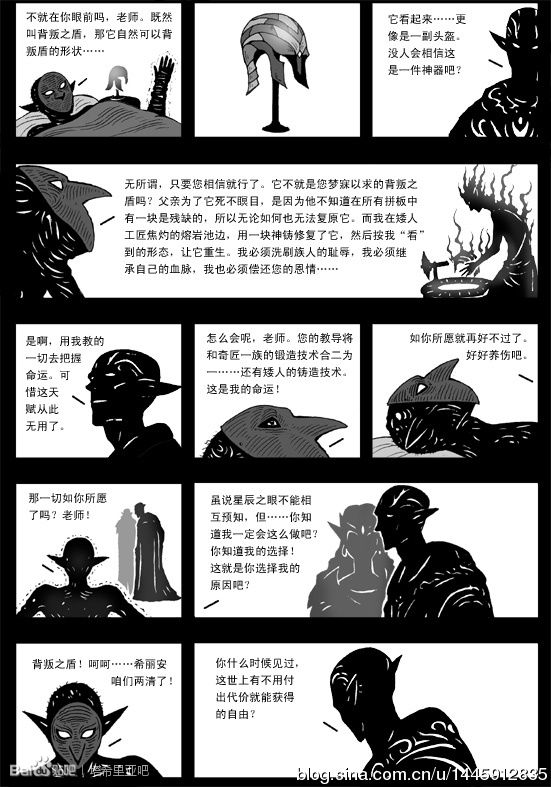 不就在你眼前吗，老师。既然
叫背叛之盾，那它自然可以背
叛盾的形状……
它看起来……更
像是一副头盔。
没人会相信这
是一件神器吧？
无所谓，只要您相信就行了。它不就是您梦寐以求的背叛之
盾吗？父亲为了它死不瞑目，是因为他不知道在所有拼板中
有一块是残缺的，所以无论如何也无法复原它。而我在矮人
工匠焦灼的熔岩池边，用一块神铸修复了它，然后按我“看”
到的形态，让它重生。我必须洗刷族人的耻辱，我必须继
承自己的血脉，我也必须偿还您的恩情……
是啊，用我教的
一切去把握
命运。可
惜这天
赋从此
无用了。
怎么会呢，老师。您的教导将
和奇匠一族的锻造技术合二为
一……还有矮人的铸造技术。
这是我的命运！
如你所愿就再好不过了。
好好养伤吧。
那一切如你所愿
了吗？老师！
虽说星辰之眼不能相
互预知，但……你知
道我一定会这么做吧？
你知道我的选择！
这就是你选择我的
原因吧？
背叛之盾！呵呵……希丽安
咱们两清了！
你什么时候见过，
这世上有不用付
出代价就能获得
的自由？
Bai 贴吧 希里亚吧
blog.sina.com.cn/u/1445912835